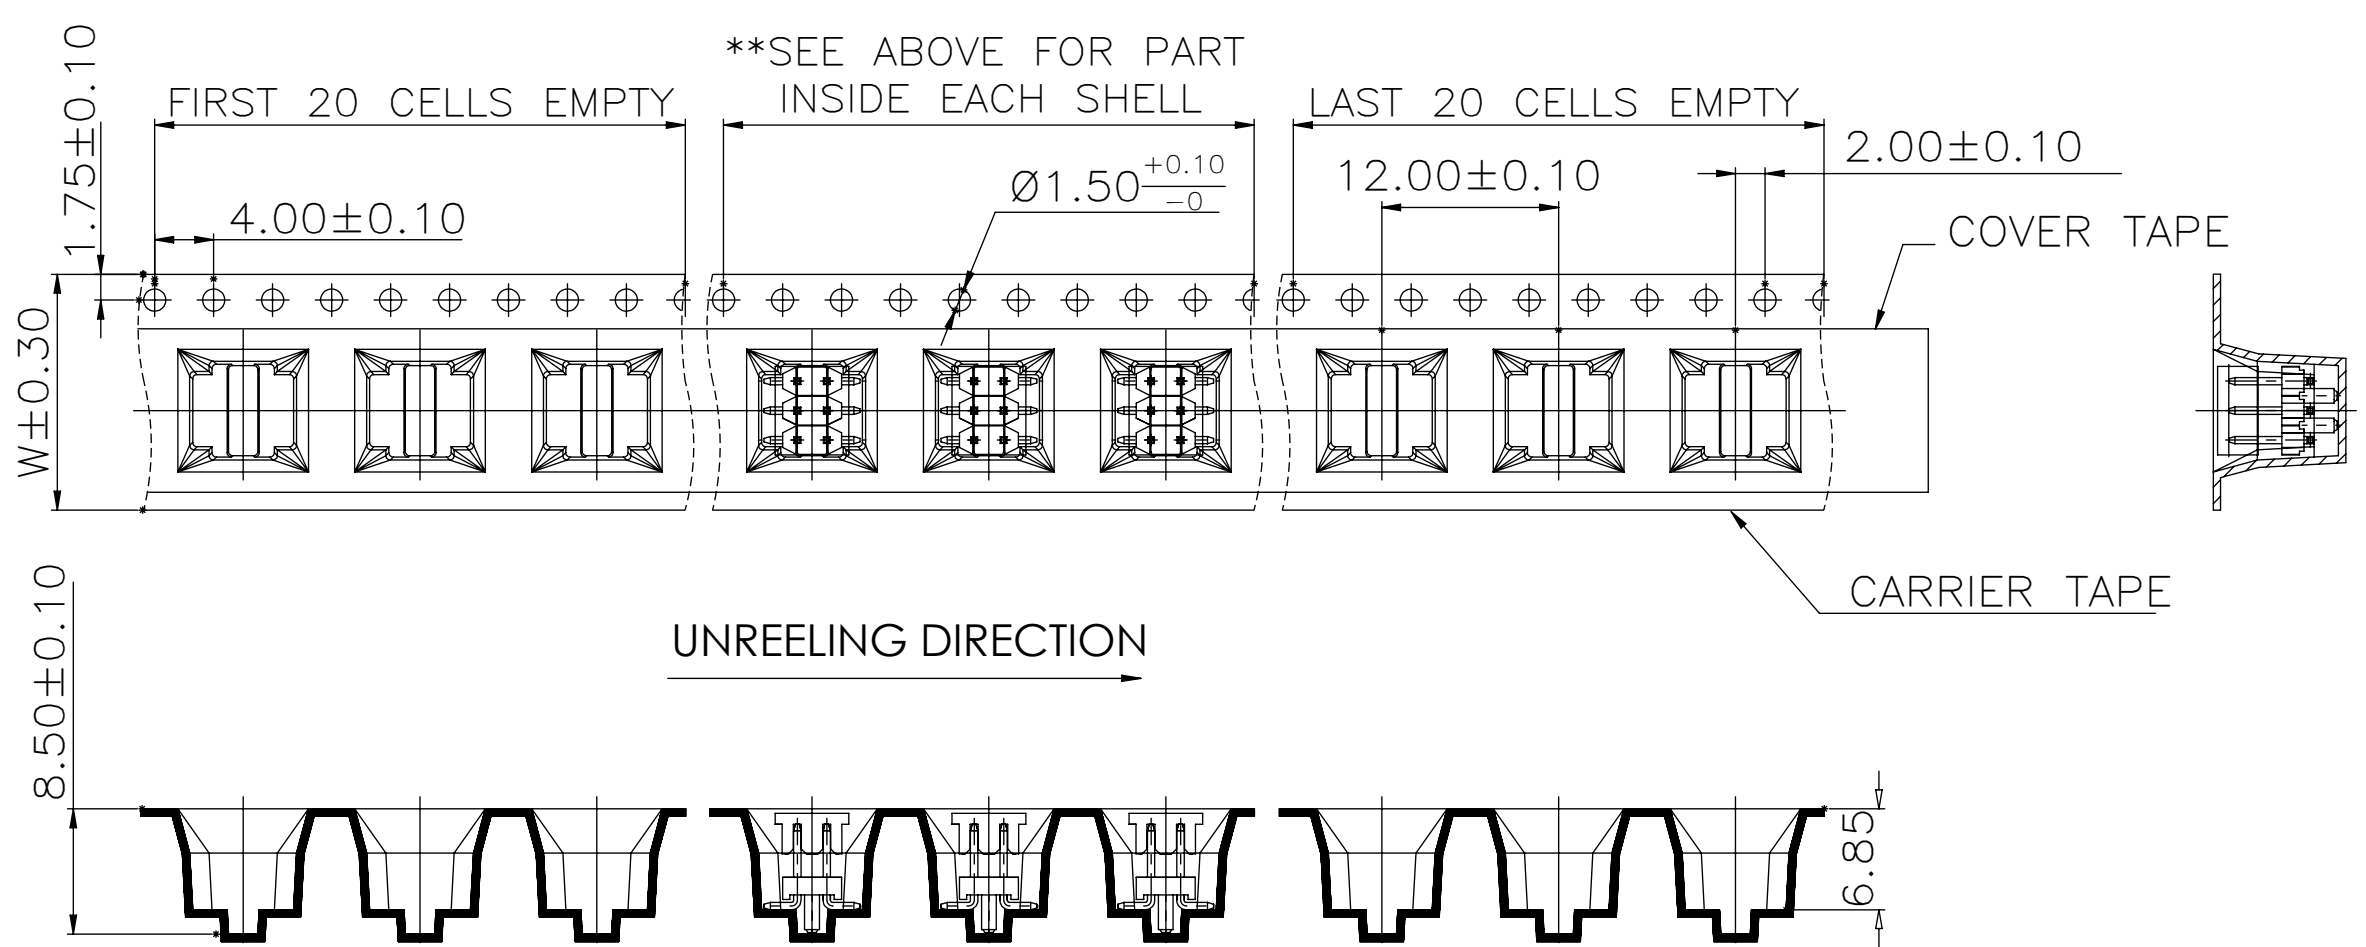 **SEE ABOVE FOR PART
INSIDE EACH SHELL
FIRST 20 CELLS EMPTY
LAST 20 CELLS EMPTY
1.75±0.10
4.00±0.10
Ø1.50 +0.10
-0
12.00±0.10
2.00±0.10
COVER TAPE
W±0.30
CARRIER TAPE
UNREELING DIRECTION
8.50±0.10
6.85